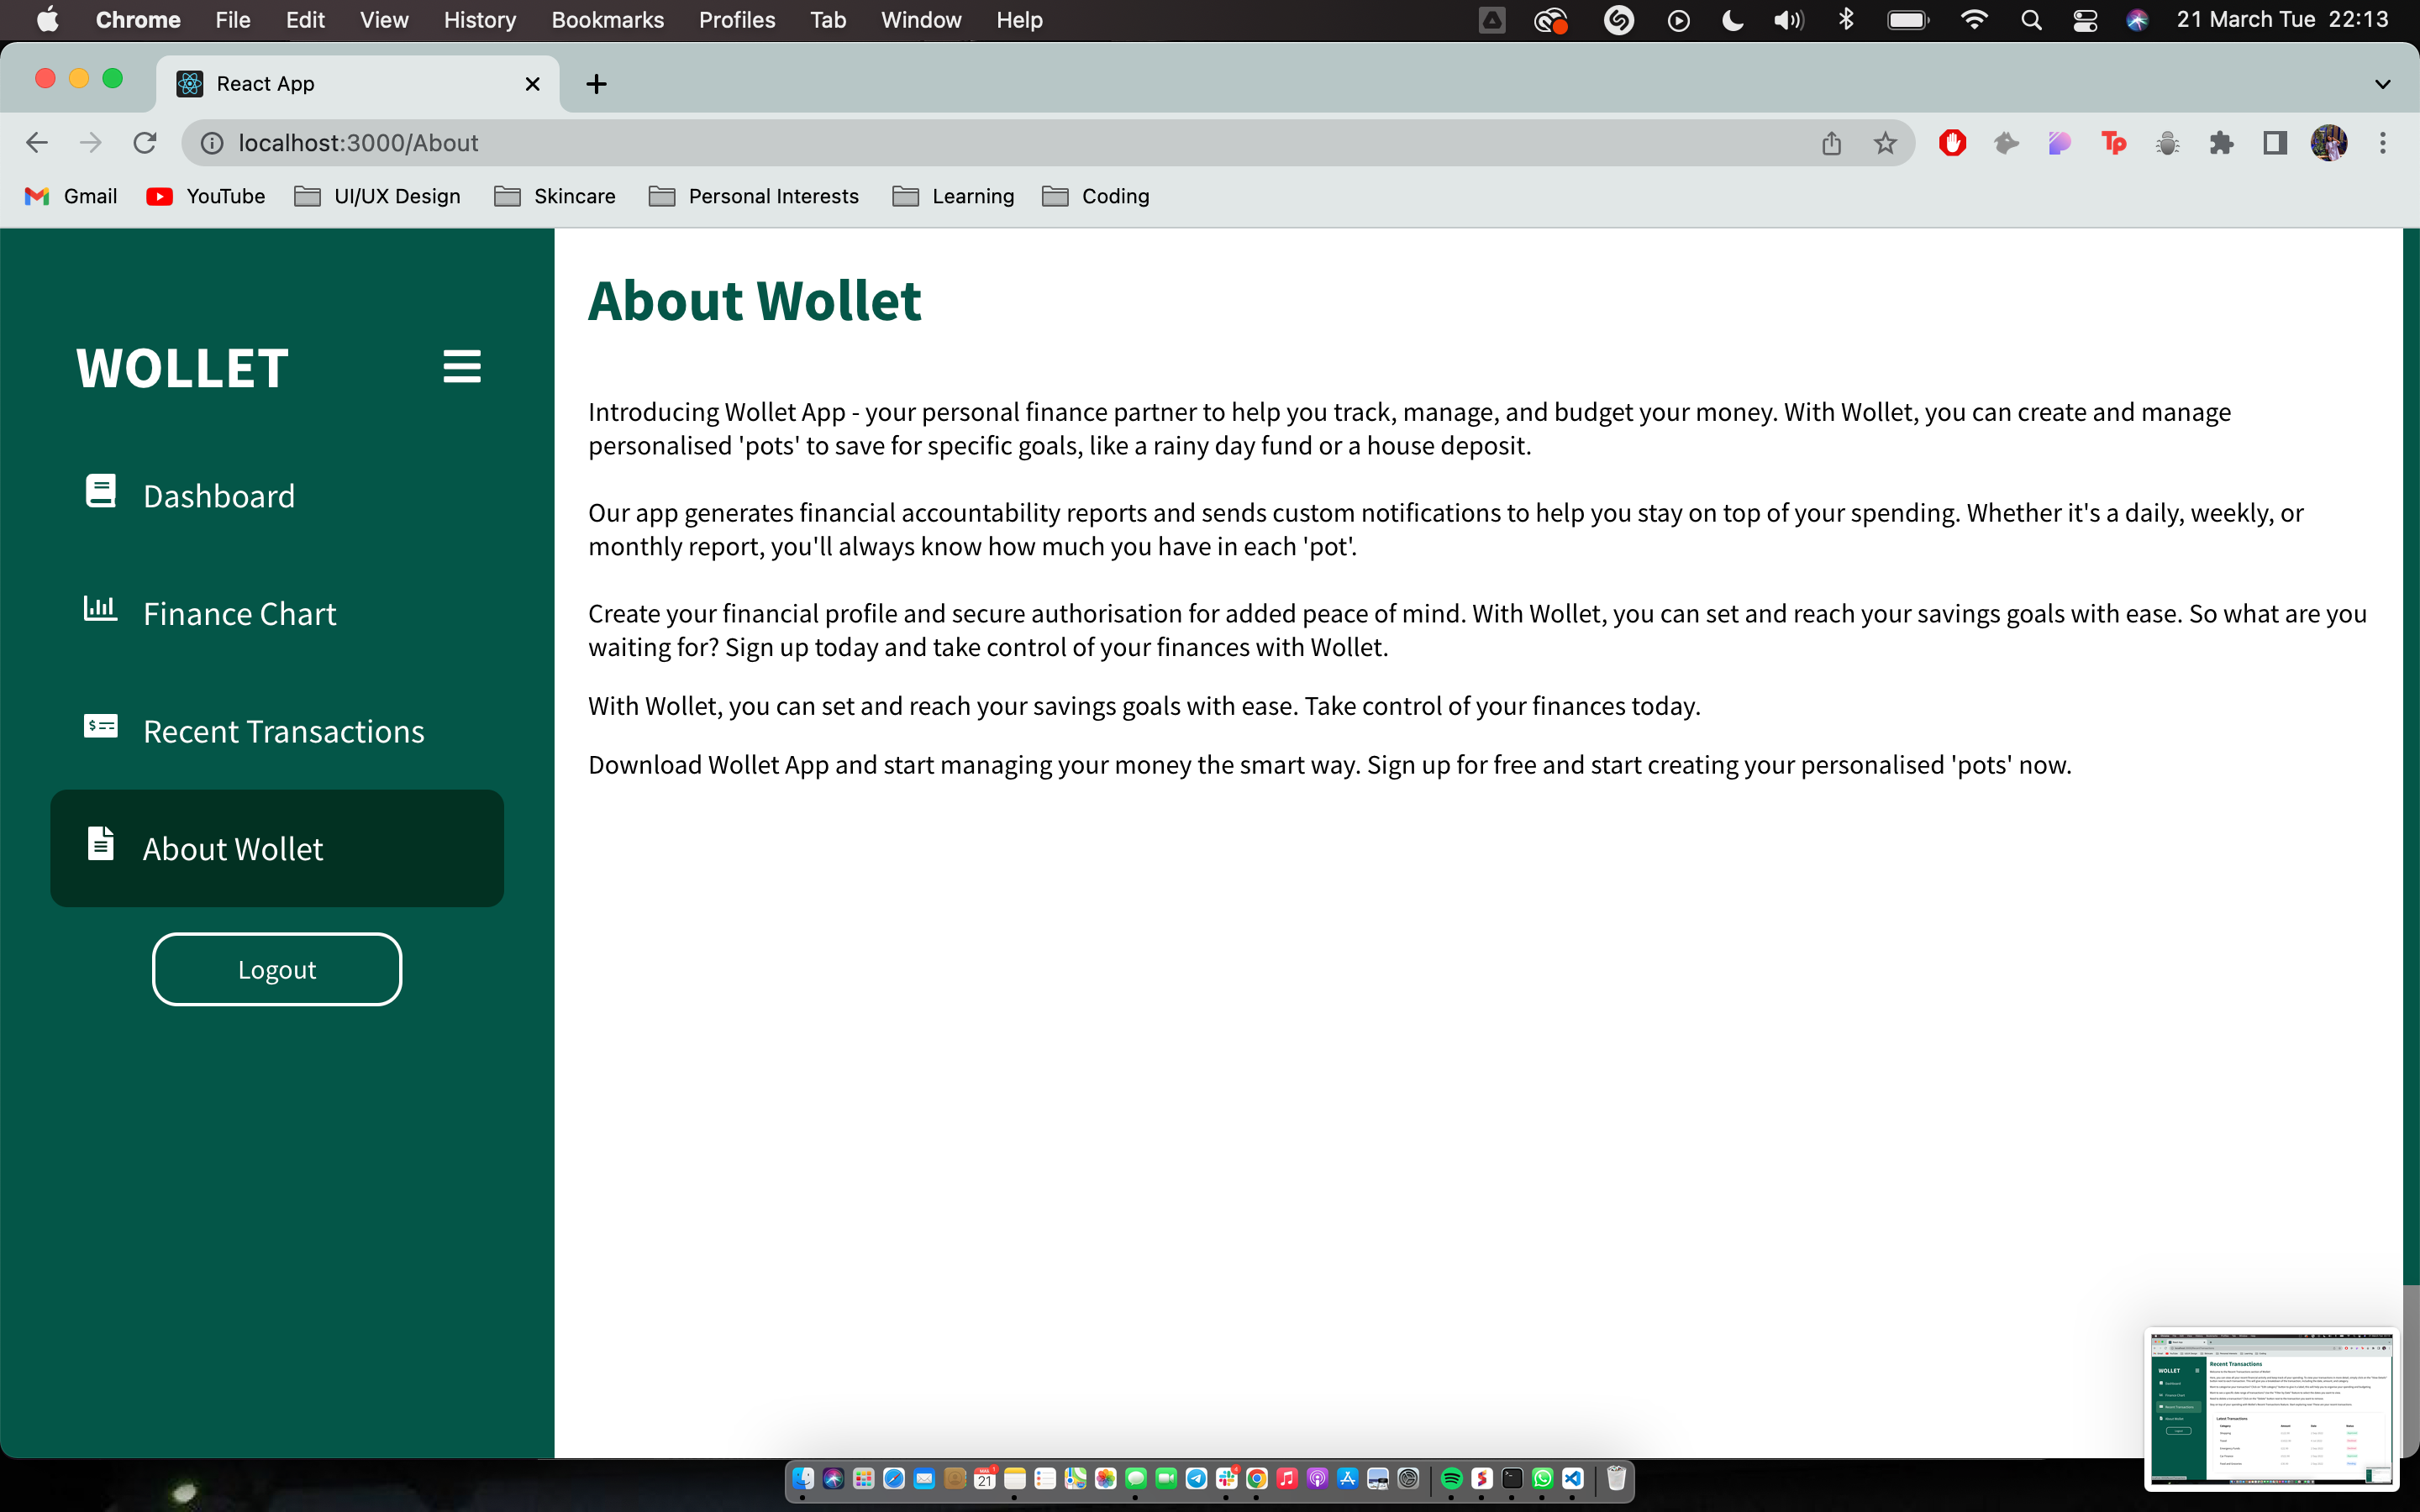 Chrome File Edit View History Bookmarks Profiles Tab Window Help 21 March Tue 22:13
React App
localhost:3000/About
Tp
Gmail YouTube UI/UX Design Skincare Personal Interests Learning Coding
WOLLET
Dashboard
Finance Chart
Recent Transactions
About Wollet
Logout
About Wollet
Introducing Wollet App - your personal finance partner to help you track, manage, and budget your money. With Wollet, you can create and manage
personalised 'pots' to save for specific goals, like a rainy day fund or a house deposit.
Our app generates financial accountability reports and sends custom notifications to help you stay on top of your spending. Whether it's a daily, weekly, or
monthly report, you'll always know how much you have in each 'pot'.
Create your financial profile and secure authorisation for added peace of mind. With Wollet, you can set and reach your savings goals with ease. So what are you
waiting for? Sign up today and take control of your finances with Wollet.
With Wollet, you can set and reach your savings goals with ease. Take control of your finances today.
Download Wollet App and start managing your money the smart way. Sign up for free and start creating your personalised 'pots' now.
WOLLET
Recent Transactions
Latest Transactions
21